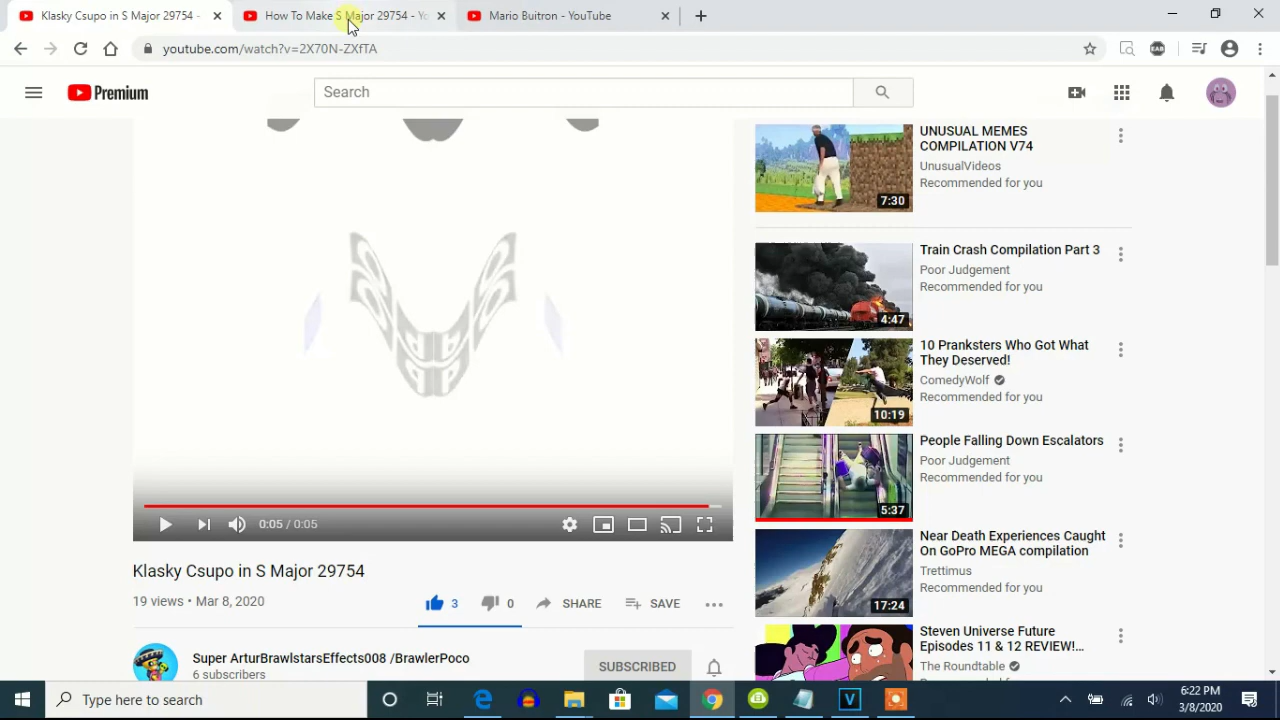 Klasky Csupo in S Major 29754 -
How To Make S Major 29754 - Yo
Mario Buitron - YouTube
youtube.com/watch?v=2X70N-ZXfTA
Premium
Search
UNUSUAL MEMES
COMPILATION V74
UnusualVideos
Recommended for you
7:30
Train Crash Compilation Part 3
Poor Judgement
Recommended for you
4:47
10 Pranksters Who Got What
They Deserved!
ComedyWolf
Recommended for you
10:19
People Falling Down Escalators
Poor Judgement
Recommended for you
5:37
0:05 / 0:05
Near Death Experiences Caught
On GoPro MEGA compilation
Trettimus
Recommended for you
17:24
Klasky Csupo in S Major 29754
19 views • Mar 8, 2020
3
0
SHARE
SAVE
Steven Universe Future
Episodes 11 & 12 REVIEW!…
The Roundtable
Super ArturBrawlstarsEffects008 /BrawlerPoco
6 subscribers
SUBSCRIBED
Type here to search
6:22 PM
3/8/2020